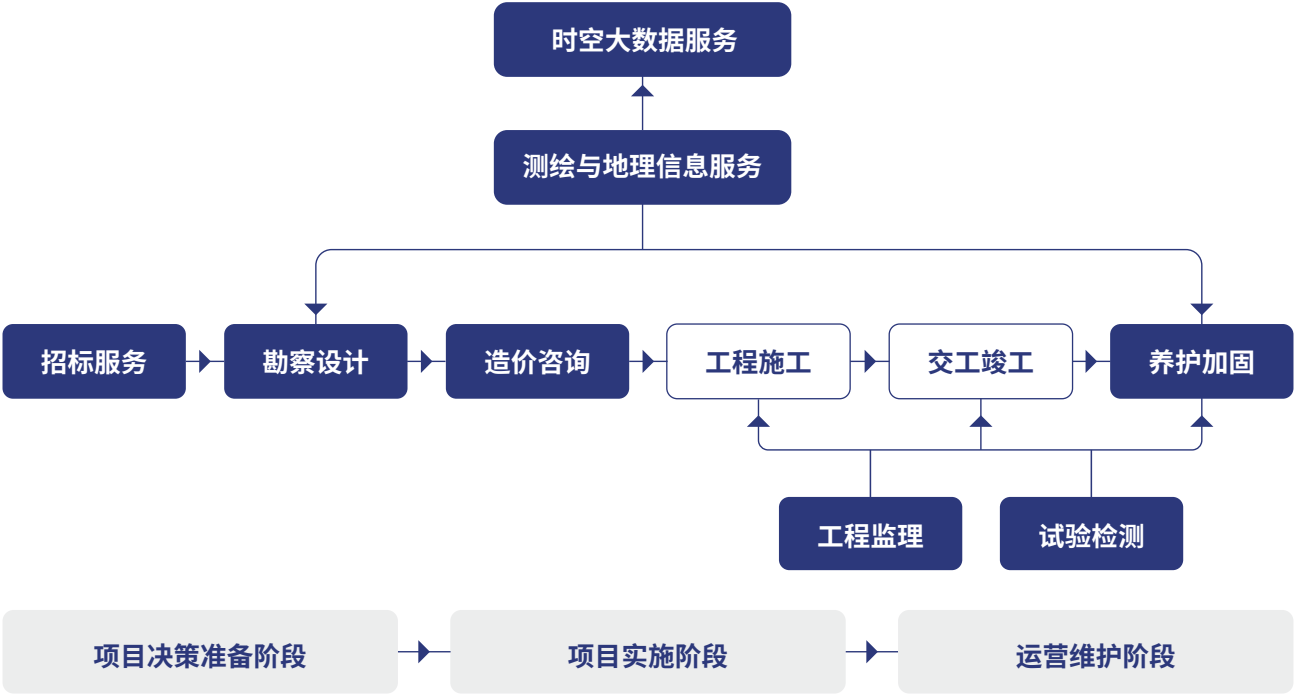 时空大数据服务
测绘与地理信息服务
招标服务
勘察设计
造价咨询
工程施工
交工竣工
养护加固
工程监理
试验检测
项目决策准备阶段
项目实施阶段
运营维护阶段